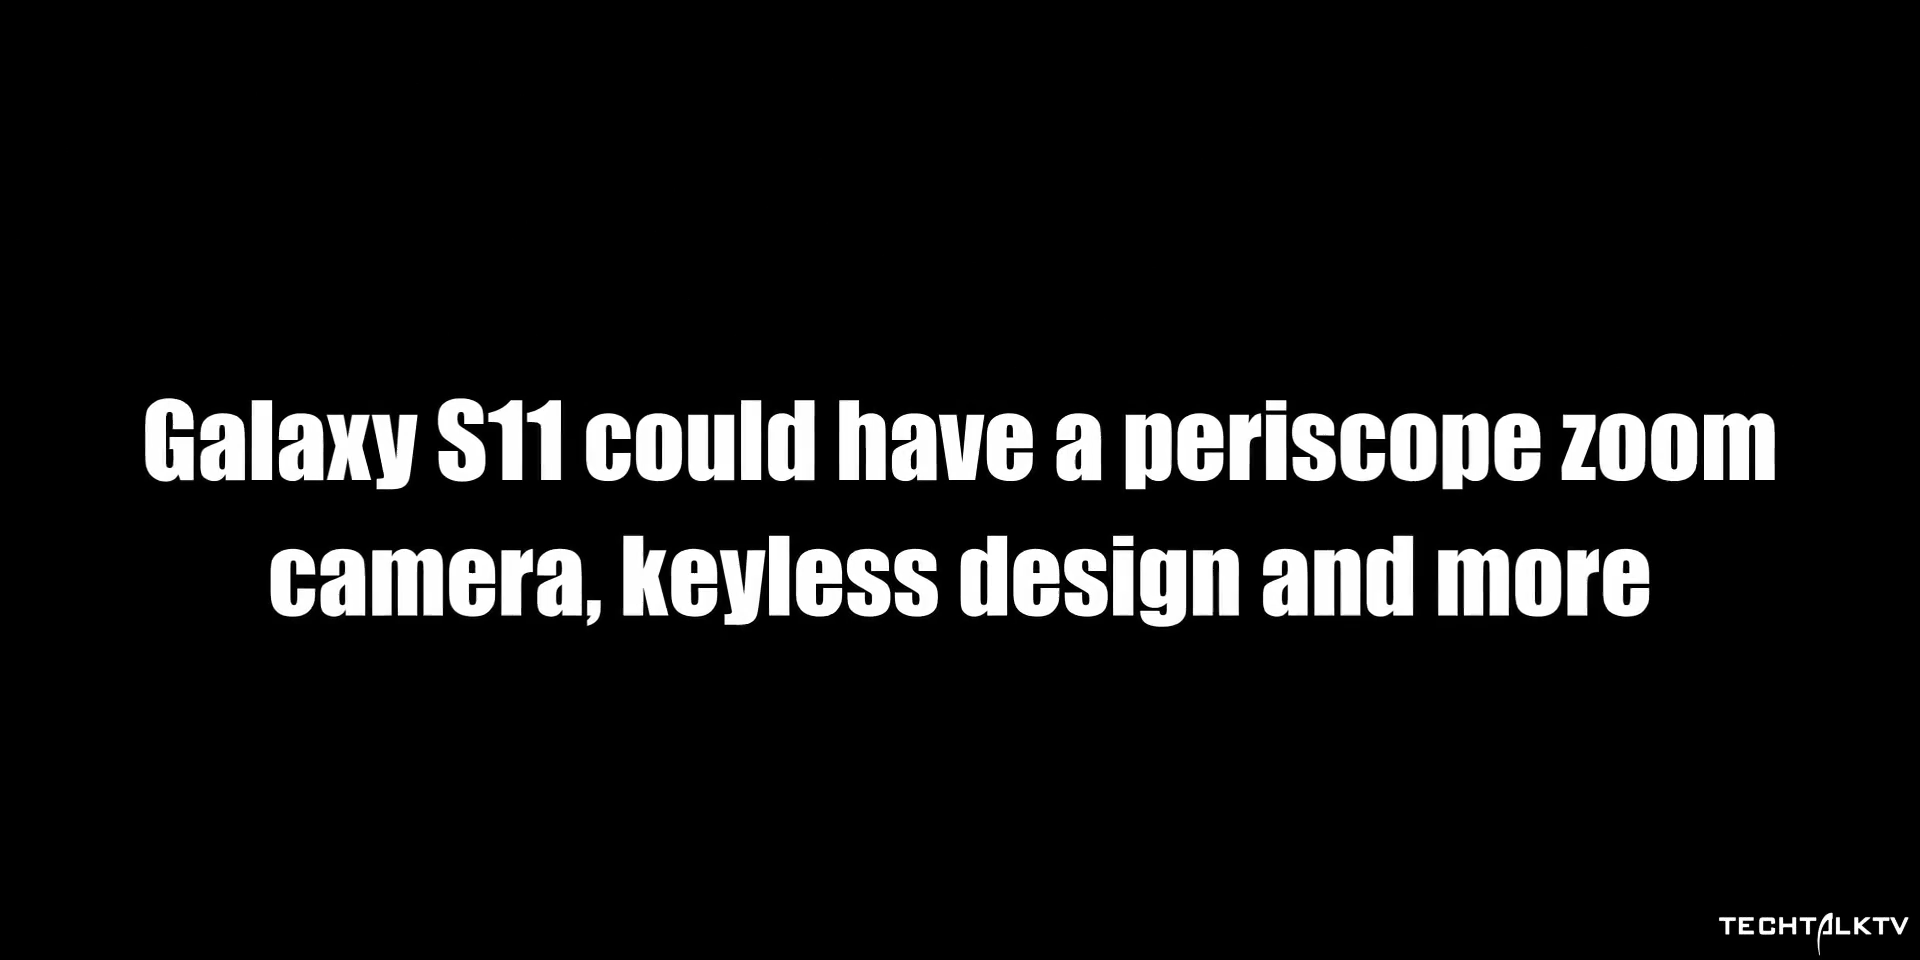 Galaxy S11 could have a periscope zoom
camera, keyless design and more
TECHTALKTV